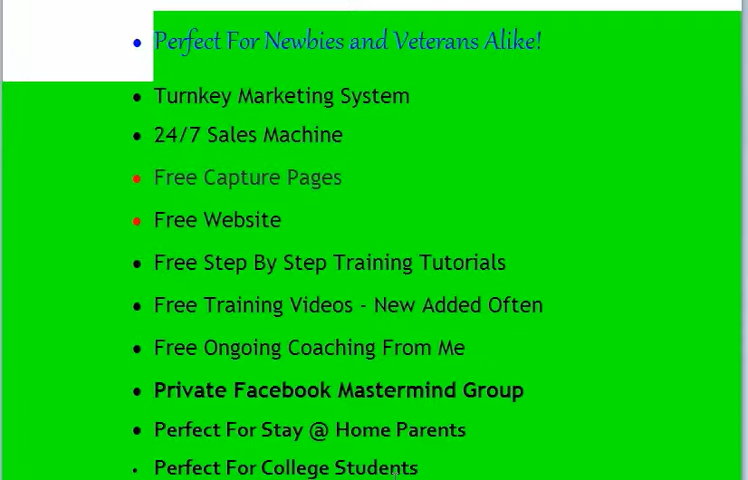 • Perfect For Newbies and Veterans Alike!
• Turnkey Marketing System
• 24/7 Sales Machine
• Free Capture Pages
• Free Website
• Free Step By Step Training Tutorials
• Free Training Videos - New Added Often
• Free Ongoing Coaching From Me
• Private Facebook Mastermind Group
• Perfect For Stay @ Home Parents
• Perfect For College Students